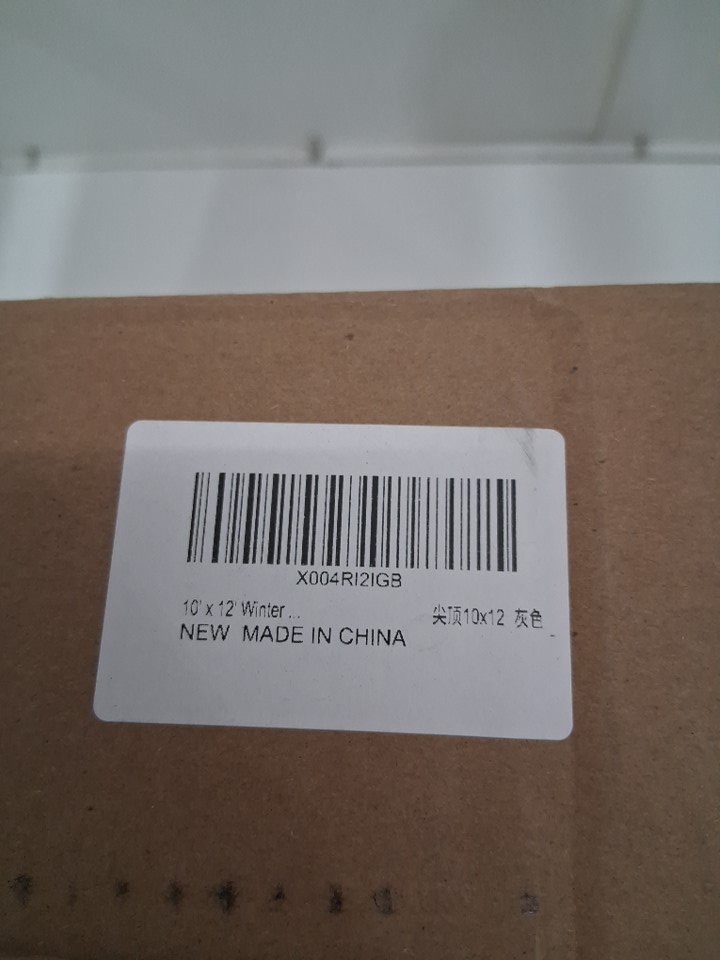 X004RI2IGB
10' x 12' Winter ... 尖顶10x12 灰色
NEW MADE IN CHINA